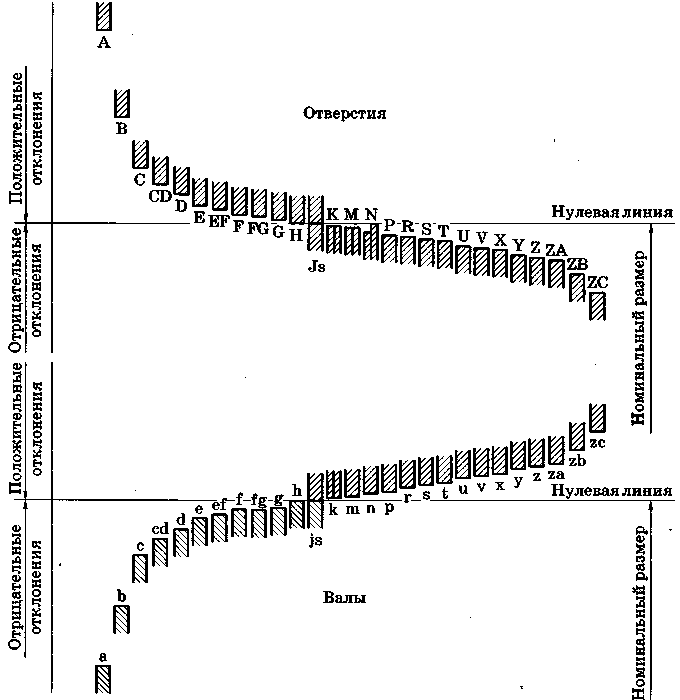 A
B
Отверстия
C
CD
D
E
EF
F
FG
G
H
Js
K
M
N
P
R
S
T
U
V
X
Y
Z
ZA
ZB
ZC
Нулевая линия
Положительные
отклонения
Отрицательные
отклонения
Номинальный размер
Положительные
отклонения
Отрицательные
отклонения
a
b
c
cd
d
e
ef
f
fg
g
h
js
k
m
n
p
r
s
t
u
v
x
y
z
za
zb
zc
Нулевая линия
Валы
Номинальный размер